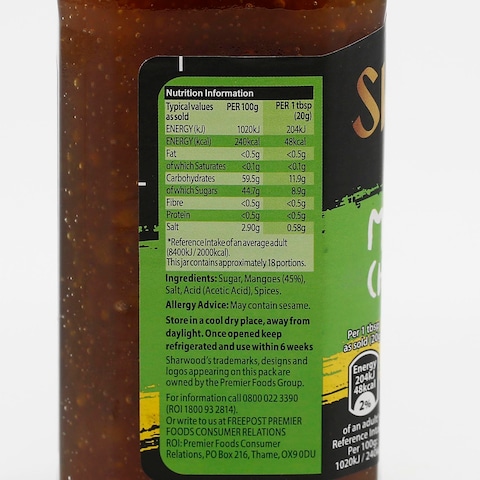 Nutrition Information
Typical values as sold PER 100g PER 1 tbsp (20g)
ENERGY (kJ) 1020kJ 204kJ
ENERGY (kcal) 240kcal 48kcal
Fat <0.5g <0.5g
of which Saturates <0.1g <0.1g
Carbohydrates 59.5g 11.9g
of which Sugars 44.7g 8.9g
Fibre <0.5g <0.5g
Protein <0.5g <0.5g
Salt 2.90g 0.58g
*Reference Intake of an average adult
(8400kJ / 2000kcal).
This jar contains approximately 18 portions.
Ingredients: Sugar, Mangoes (45%),
Salt, Acid (Acetic Acid), Spices.
Allergy Advice: May contain sesame.
Store in a cool dry place, away from
daylight. Once opened keep
refrigerated and use within 6 weeks
Sharwood's trademarks, designs and
logos appearing on this pack are
owned by the Premier Foods Group.
For information call 0800 022 3390
(ROI 1800 93 2814).
Or write to us at FREEPOST PREMIER
FOODS CONSUMER RELATIONS
ROI: Premier Foods Consumer
Relations, PO Box 216, Thame, OX9 0DU
Per 1 tbsp
as sold (20g
Energy
204kJ
48kcal
2%
of an adult
Reference Int
Per 100g
1020kJ / 240